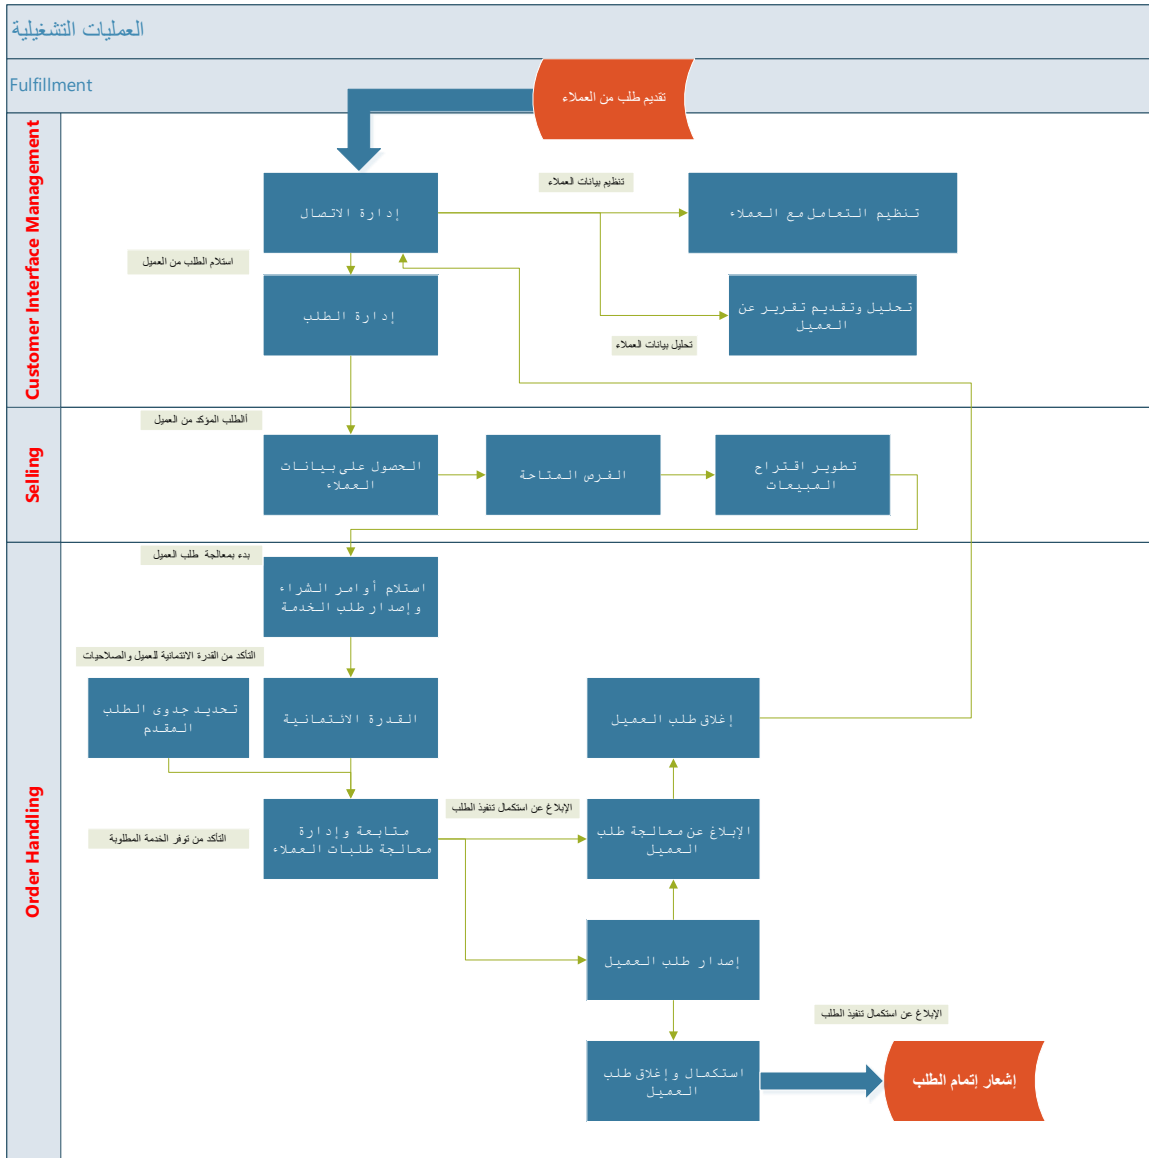 العمليات التشغيلية
Fulfillment
تقديم طلب من العملاء
Customer Interface Management
تنظيم بيانات العملاء
إدارة الاتصال
تنظيم التعامل مع العملاء
استلام الطلب من العميل
إدارة الطلب
تحليل وتقديم تقرير عن
العميل
تحليل بيانات العملاء
Selling
ألطلب المؤكد من العميل
الحصول على بيانات
العملاء
الفرص المتاحة
تطوير اقتراح
المبيعات
Order Handling
بدء بمعالجة طلب العميل
استلام أوامر الشراء
وإصدار طلب الخدمة
التأكد من القدرة الائتمانية للعميل والصلاحيات
تحديد جدوى الطلب
المقدم
القدرة الائتمانية
إغلاق طلب العميل
الإبلاغ عن استكمال تنفيذ الطلب
التأكد من توفر الخدمة المطلوبة
متابعة وإدارة
معالجة طلبات العملاء
الإبلاغ عن معالجة طلب
العميل
إصدار طلب العميل
الإبلاغ عن استكمال تنفيذ الطلب
استكمال وإغلاق طلب
العميل
إشعار إتمام الطلب